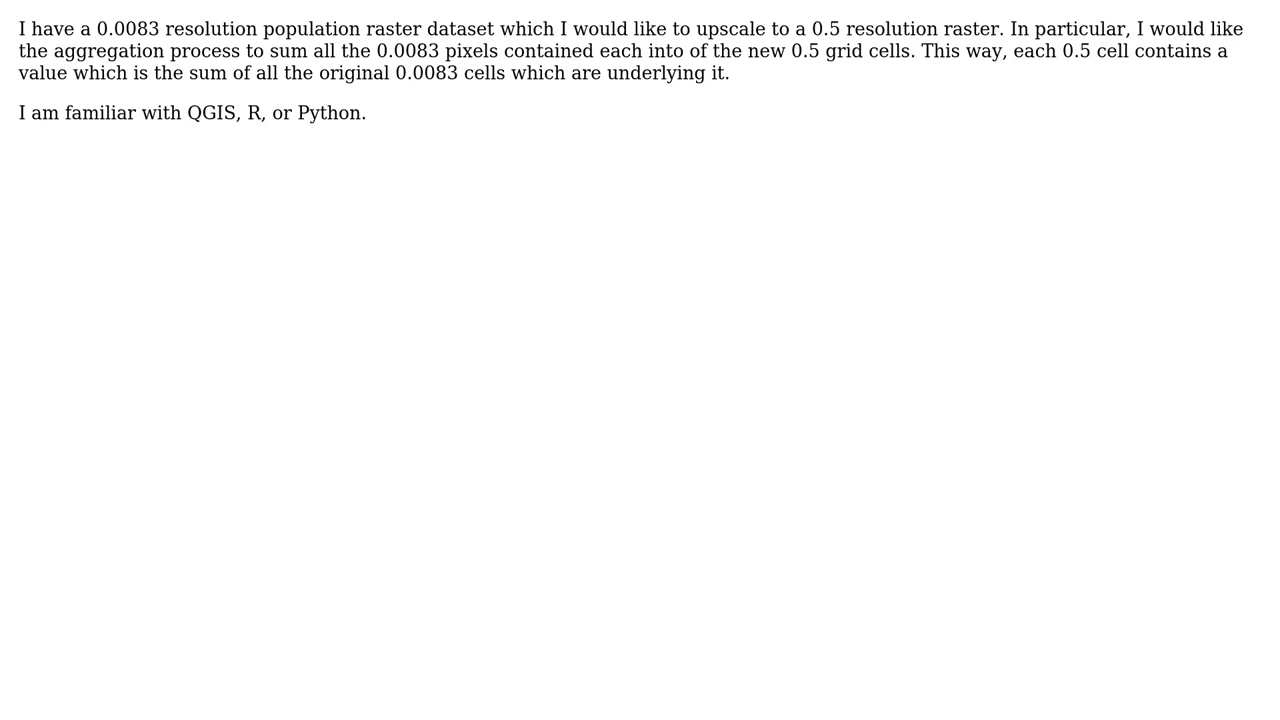 I have a 0.0083 resolution population raster dataset which I would like to upscale to a 0.5 resolution raster. In particular, I would like
the aggregation process to sum all the 0.0083 pixels contained each into of the new 0.5 grid cells. This way, each 0.5 cell contains a
value which is the sum of all the original 0.0083 cells which are underlying it.
I am familiar with QGIS, R, or Python.